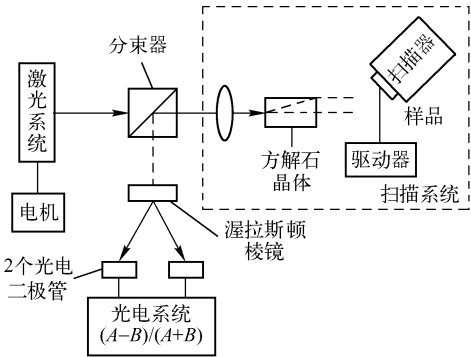 分束器
激光系统
扫描器
样品
方解石
晶体
驱动器
扫描系统
电机
渥拉斯顿
棱镜
2个光电
二极管
光电系统
(A−B)/(A+B)